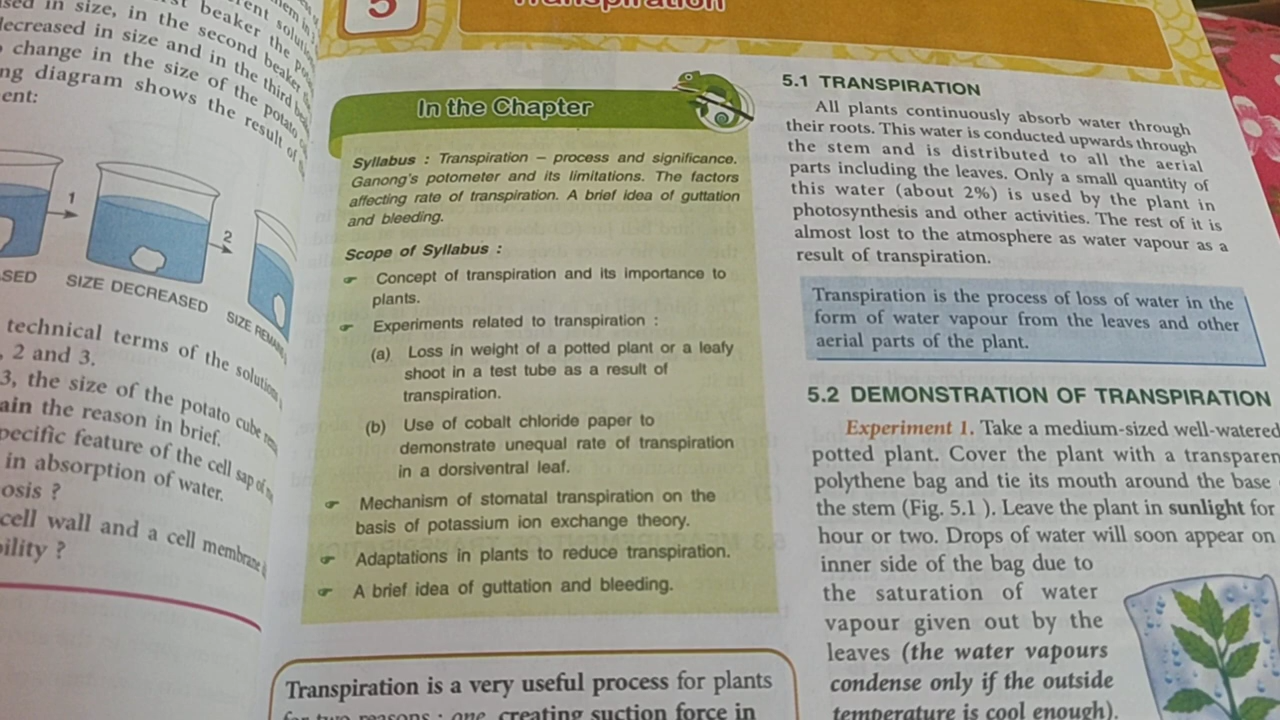 beaker the
in size, in the second beaker
decreased in size and in the third
change in the size of the potato
ng diagram shows the result of
ent:
1
2
SED
SIZE DECREASED
SIZE
technical terms of the
, 2 and 3.
3, the size of the potato cube
ain the reason in brief.
pecific feature of the cell sap of
in absorption of water.
osis ?
cell wall and a cell membrane
ility ?
5
Transpiration
In the Chapter
Syllabus : Transpiration – process and significance.
Ganong's potometer and its limitations. The factors
affecting rate of transpiration. A brief idea of guttation
and bleeding.
Scope of Syllabus :
☞ Concept of transpiration and its importance to
plants.
☞ Experiments related to transpiration :
(a) Loss in weight of a potted plant or a leafy
shoot in a test tube as a result of
transpiration.
(b) Use of cobalt chloride paper to
demonstrate unequal rate of transpiration
in a dorsiventral leaf.
☞ Mechanism of stomatal transpiration on the
basis of potassium ion exchange theory.
☞ Adaptations in plants to reduce transpiration.
☞ A brief idea of guttation and bleeding.
Transpiration is a very useful process for plants
for two reasons : one, creating suction force in
5.1 TRANSPIRATION
All plants continuously absorb water through
their roots. This water is conducted upwards through
the stem and is distributed to all the aerial
parts including the leaves. Only a small quantity of
this water (about 2%) is used by the plant in
photosynthesis and other activities. The rest of it is
almost lost to the atmosphere as water vapour as a
result of transpiration.
Transpiration is the process of loss of water in the
form of water vapour from the leaves and other
aerial parts of the plant.
5.2 DEMONSTRATION OF TRANSPIRATION
Experiment 1. Take a medium-sized well-watered
potted plant. Cover the plant with a transparen
polythene bag and tie its mouth around the base
the stem (Fig. 5.1 ). Leave the plant in sunlight for
hour or two. Drops of water will soon appear on
inner side of the bag due to
the saturation of water
vapour given out by the
leaves (the water vapours
condense only if the outside
temperature is cool enough).